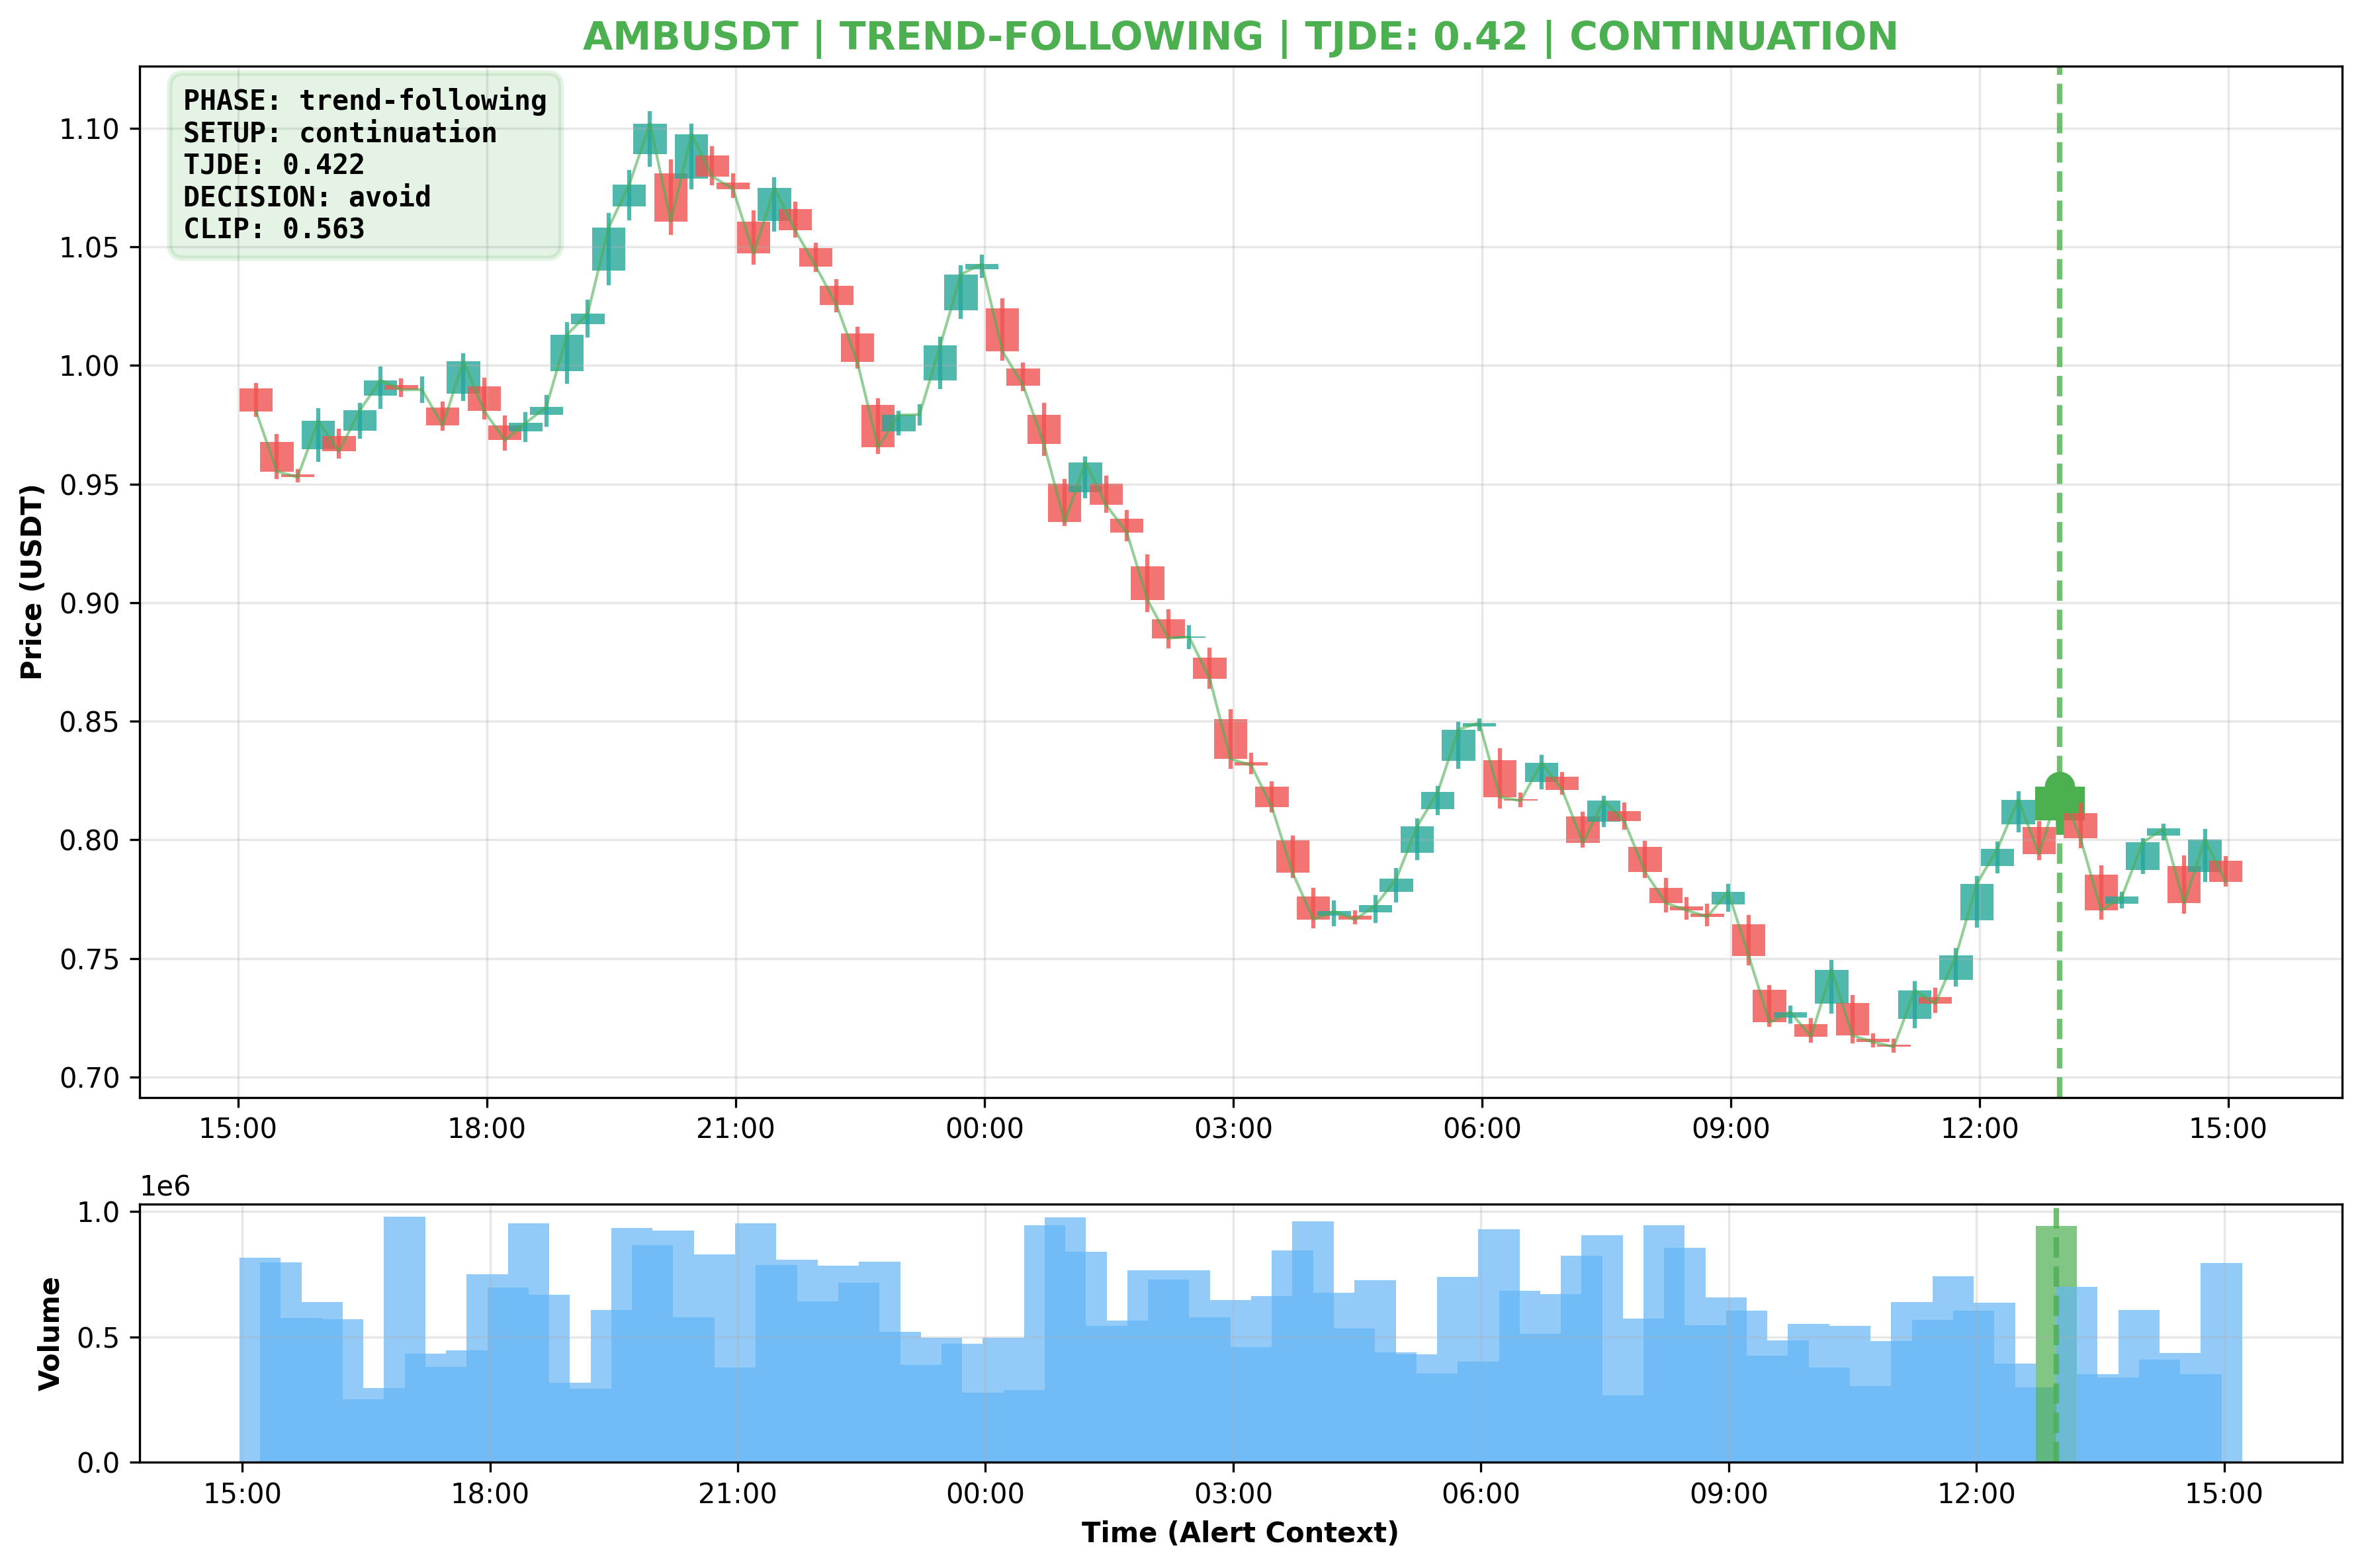 AMBUSDT | TREND-FOLLOWING | TJDE: 0.42 | CONTINUATION
PHASE: trend-following
SETUP: continuation
TJDE: 0.422
DECISION: avoid
CLIP: 0.563
Price (USDT)
1.10
1.05
1.00
0.95
0.90
0.85
0.80
0.75
0.70
15:00 18:00 21:00 00:00 03:00 06:00 09:00 12:00 15:00
1e6
Volume
1.0
0.5
0.0
15:00 18:00 21:00 00:00 03:00 06:00 09:00 12:00 15:00
Time (Alert Context)